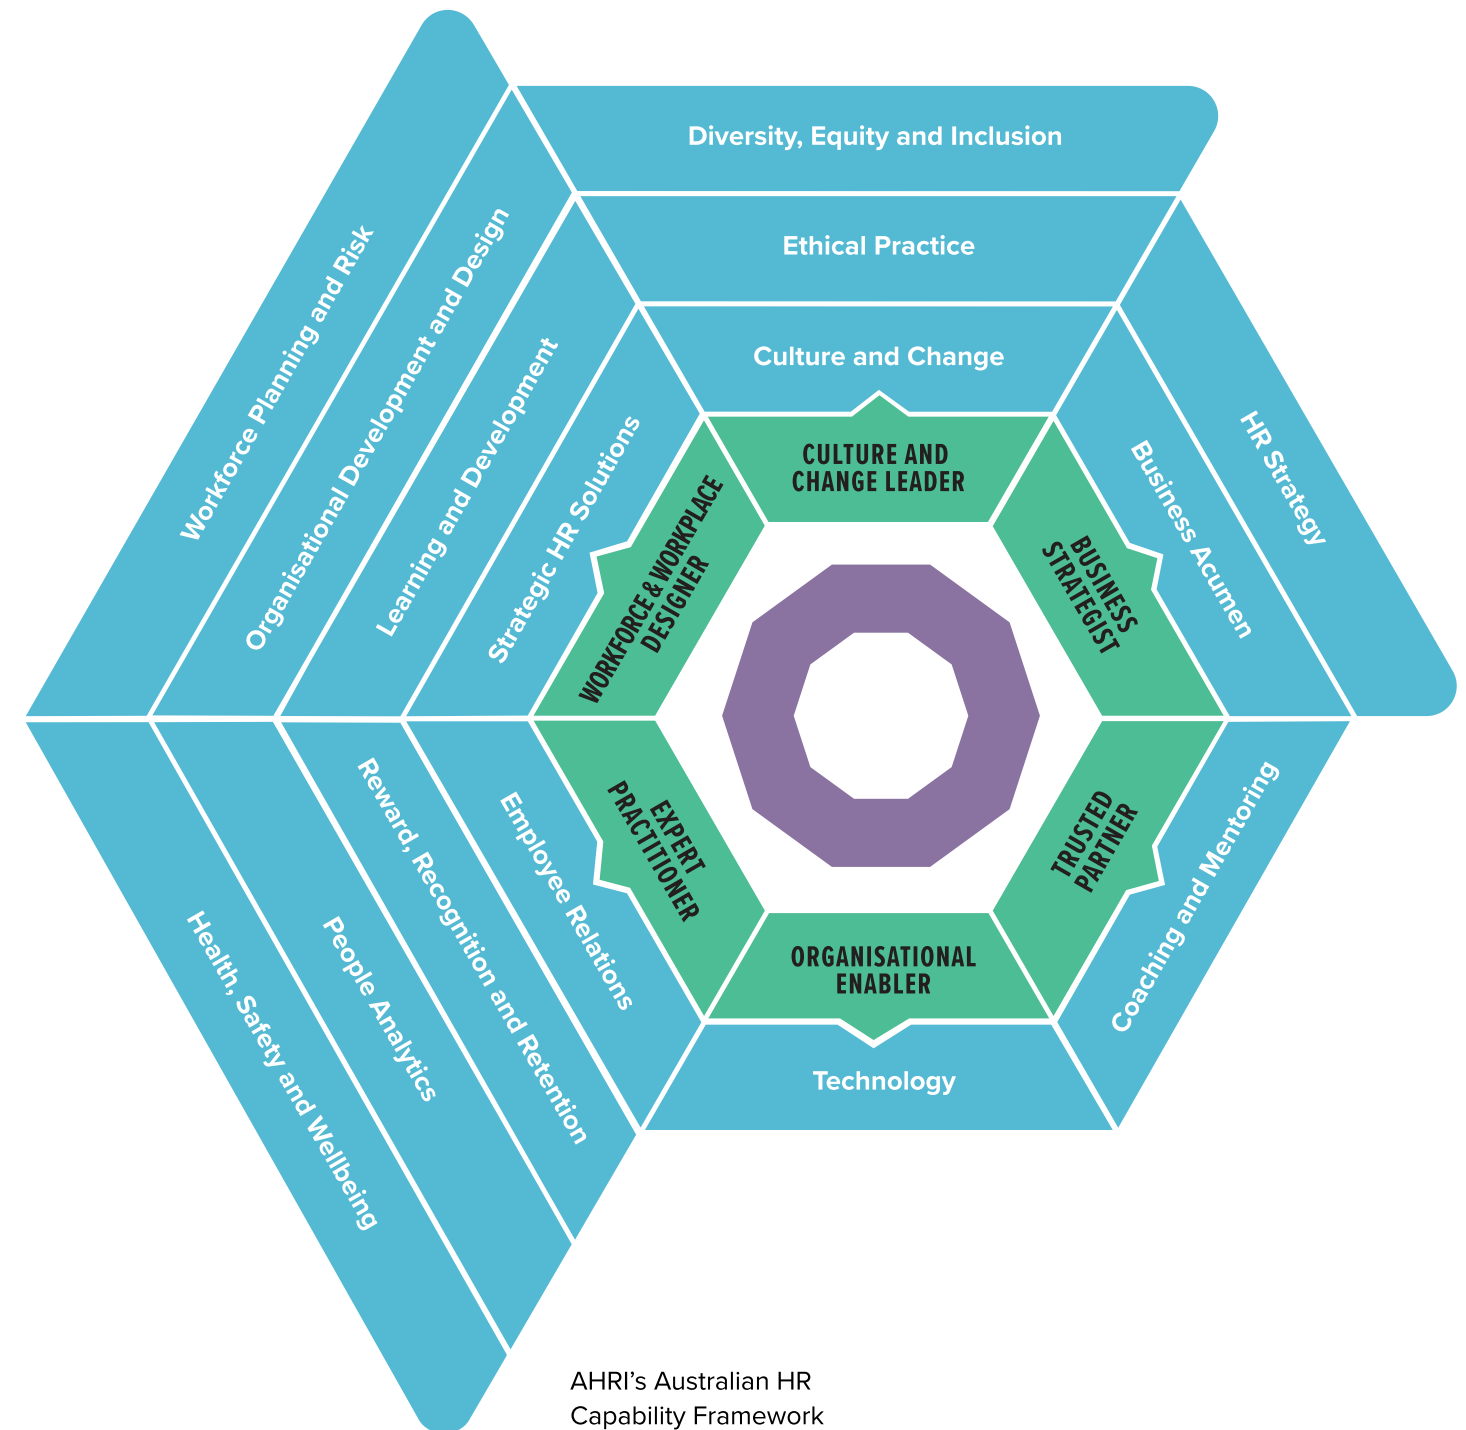 Diversity, Equity and Inclusion
Ethical Practice
Culture and Change
CULTURE AND
CHANGE LEADER
HR Strategy
Business Acumen
BUSINESS
STRATEGIST
Coaching and Mentoring
TRUSTED
PARTNER
ORGANISATIONAL
ENABLER
Technology
EXPERT
PRACTITIONER
Employee Relations
Reward, Recognition and Retention
People Analytics
Health, Safety and Wellbeing
WORKFORCE & WORKPLACE
DESIGNER
Strategic HR Solutions
Learning and Development
Organisational Development and Design
Workforce Planning and Risk
AHRI’s Australian HR
Capability Framework